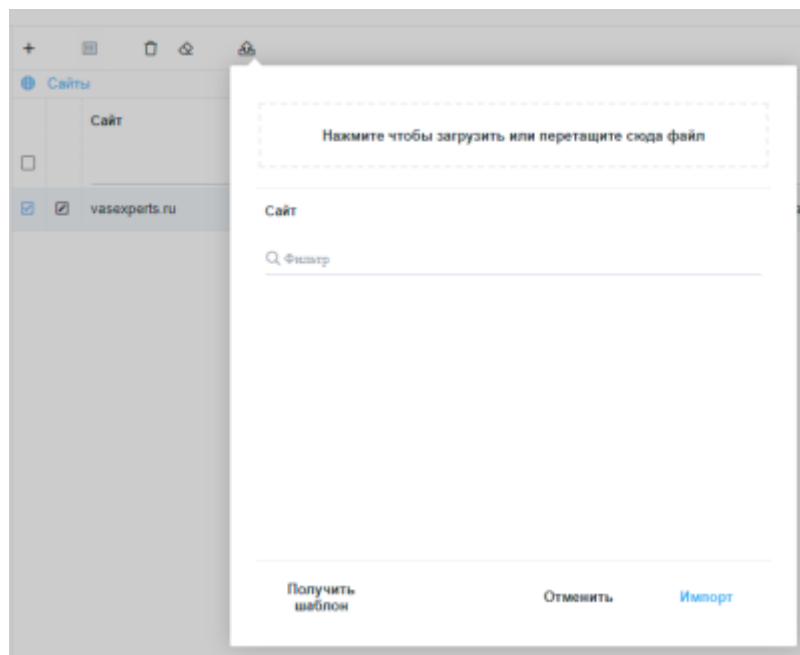 Сайты
Сайт
vasexperts.ru
Нажмите чтобы загрузить или перетащите сюда файл
Сайт
Фильтр
Получить
шаблон
Отменить
Импорт